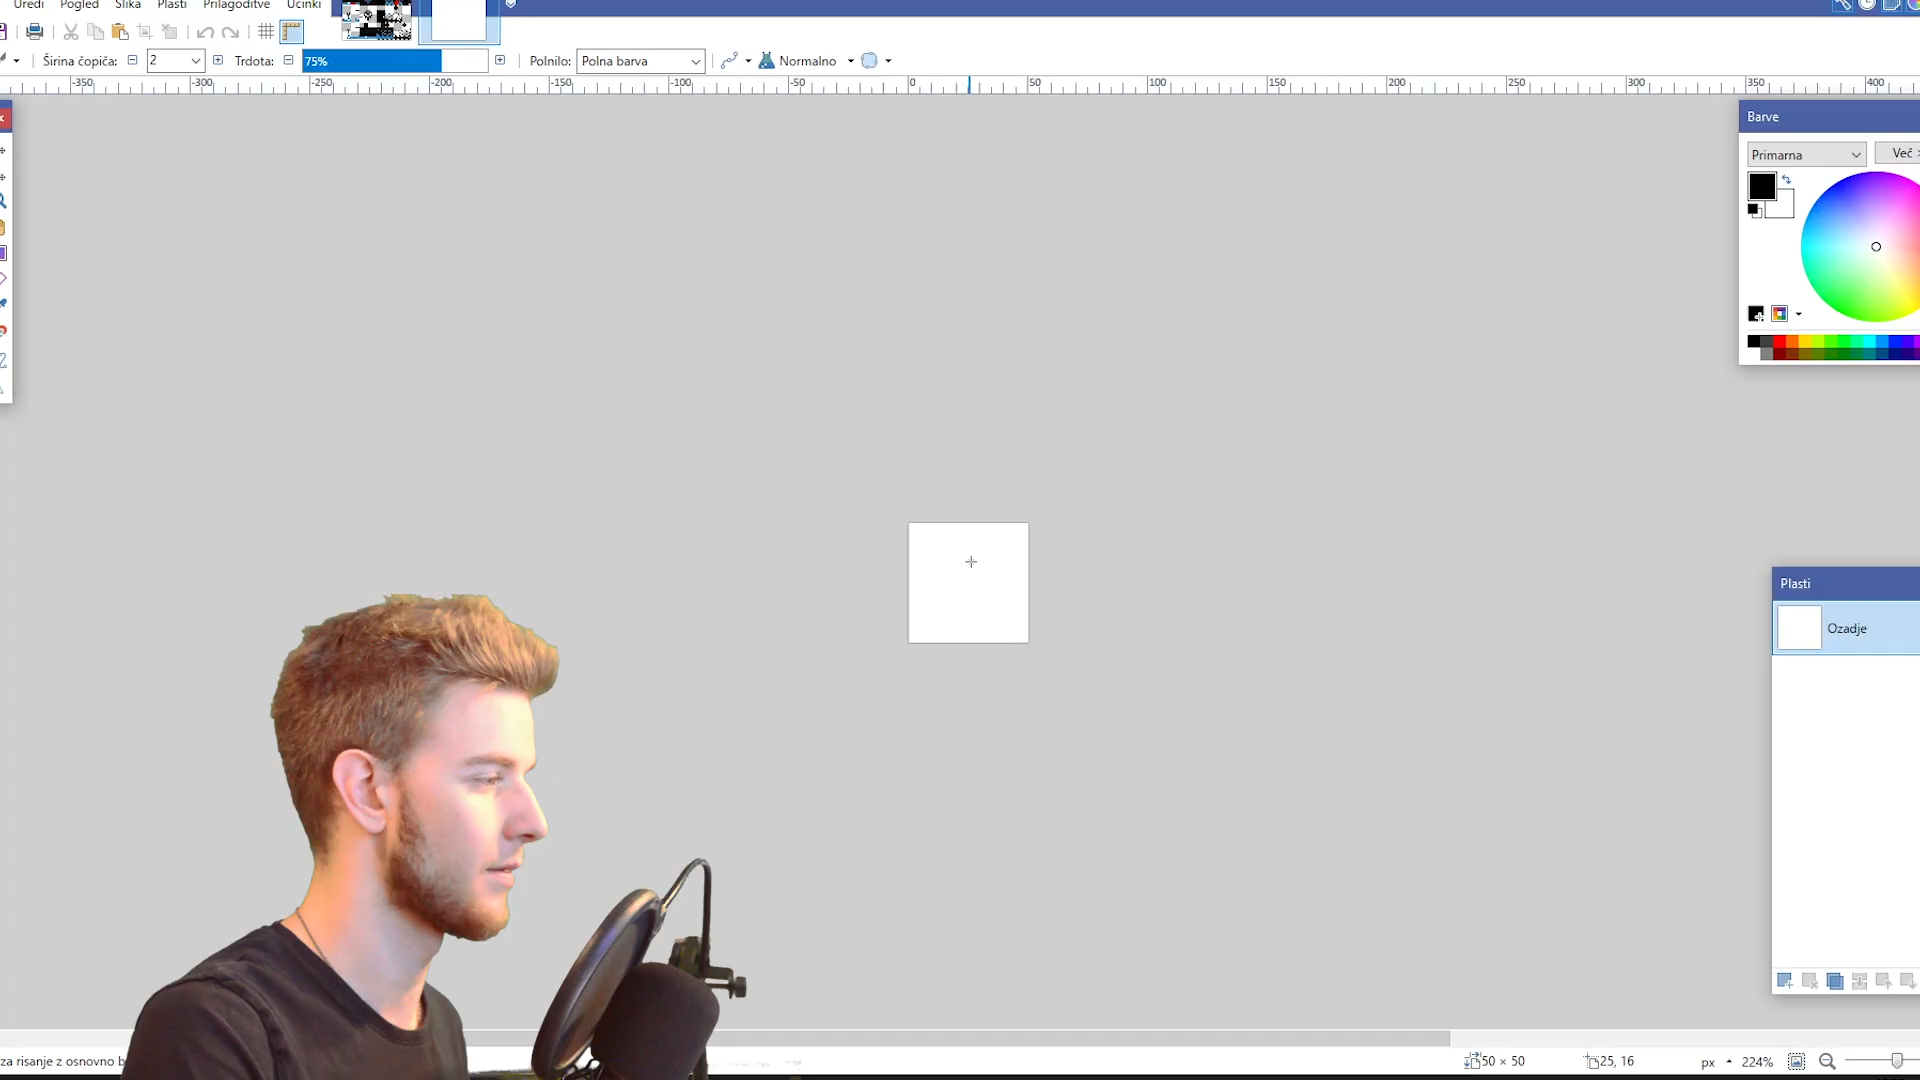 Uredi Pogled Slika Plasti Prilagoditve Učinki
Širina čopiča: 2 Trdota: 75% Polnilo: Polna barva Normalno
-350 -300 -250 -200 -150 -100 -50 0 50 100 150 200 250 300 350 400
Barve
Primarna Več
Plasti
Ozadje
za risanje z osnovno b 50 × 50 25, 16 px 224%